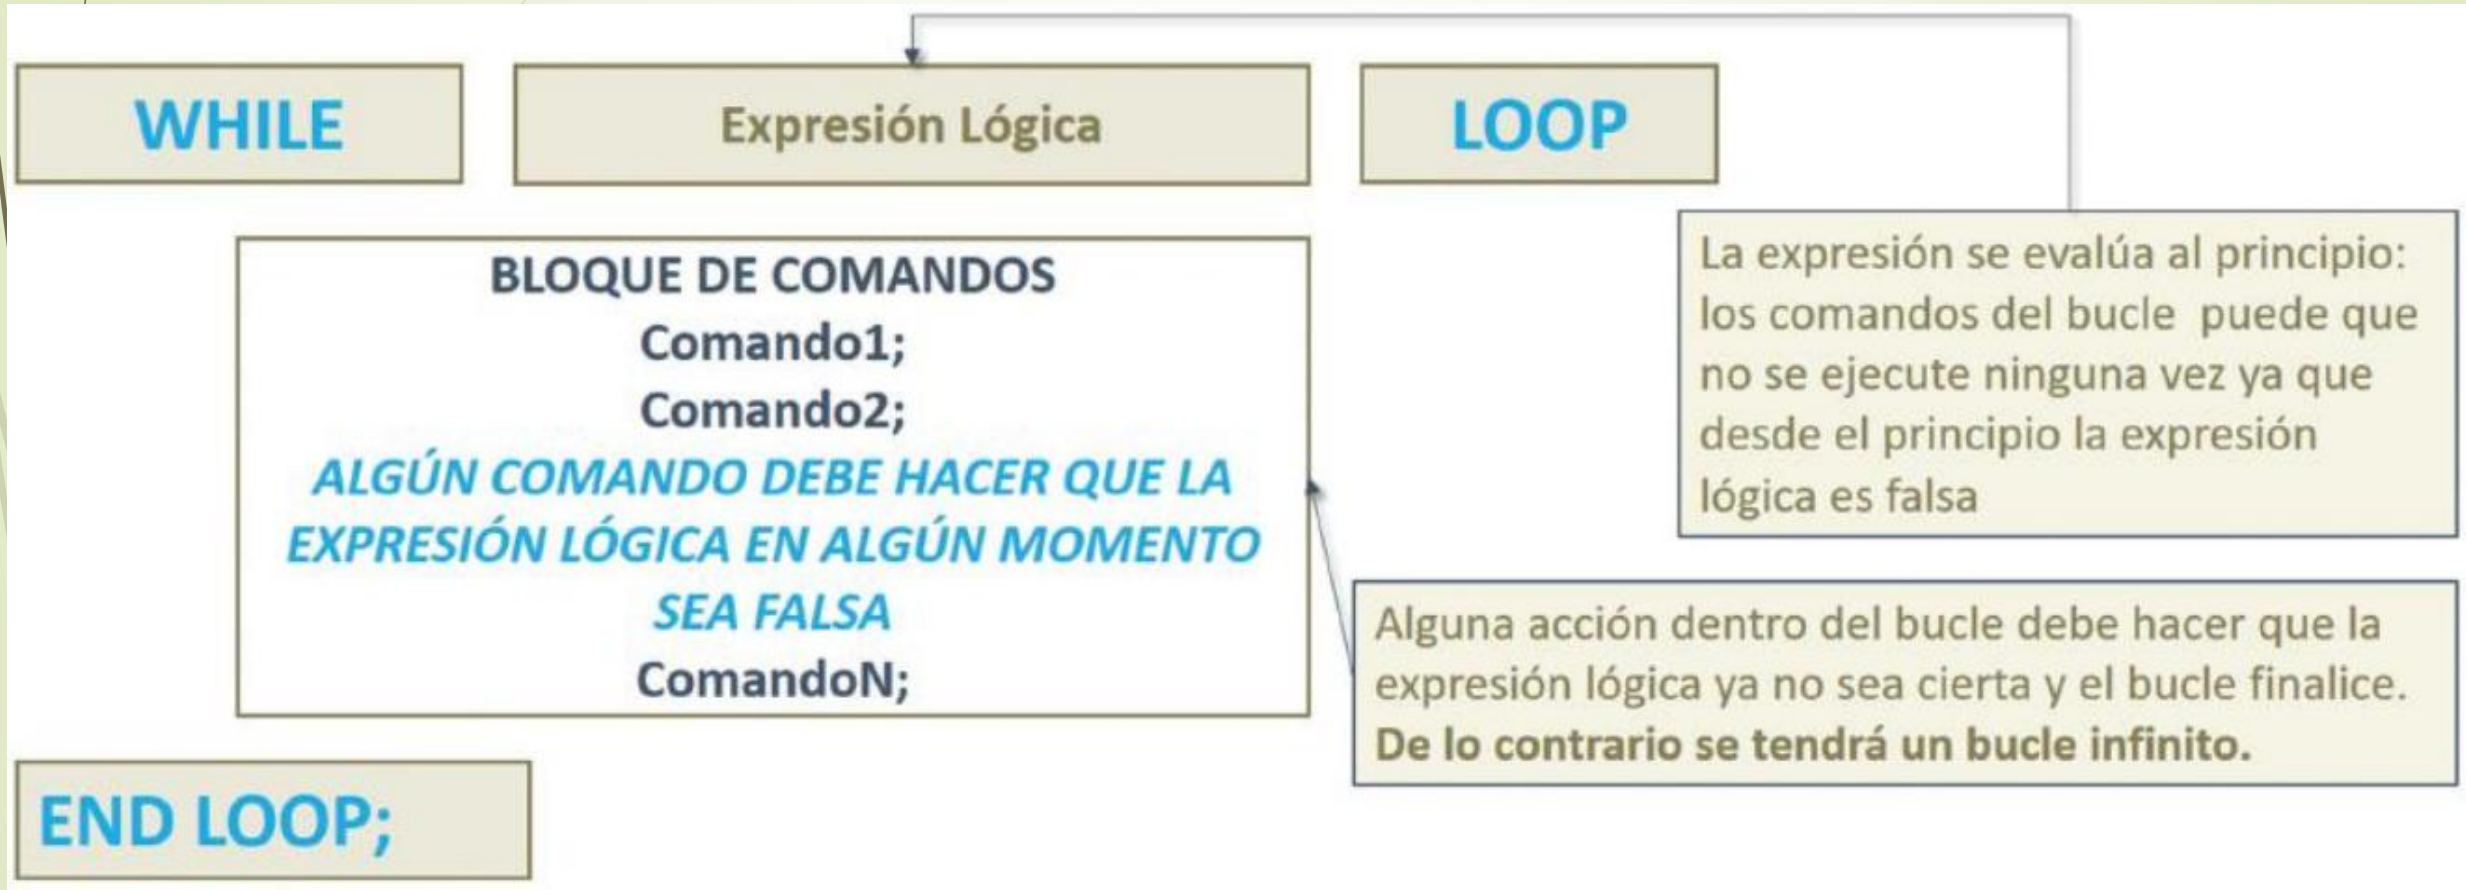 WHILE
Expresión Lógica
LOOP
BLOQUE DE COMANDOS
Comando1;
Comando2;
ALGÚN COMANDO DEBE HACER QUE LA
EXPRESIÓN LÓGICA EN ALGÚN MOMENTO
SEA FALSA
ComandoN;
La expresión se evalúa al principio:
los comandos del bucle puede que
no se ejecute ninguna vez ya que
desde el principio la expresión
lógica es falsa
Alguna acción dentro del bucle debe hacer que la
expresión lógica ya no sea cierta y el bucle finalice.
De lo contrario se tendrá un bucle infinito.
END LOOP;